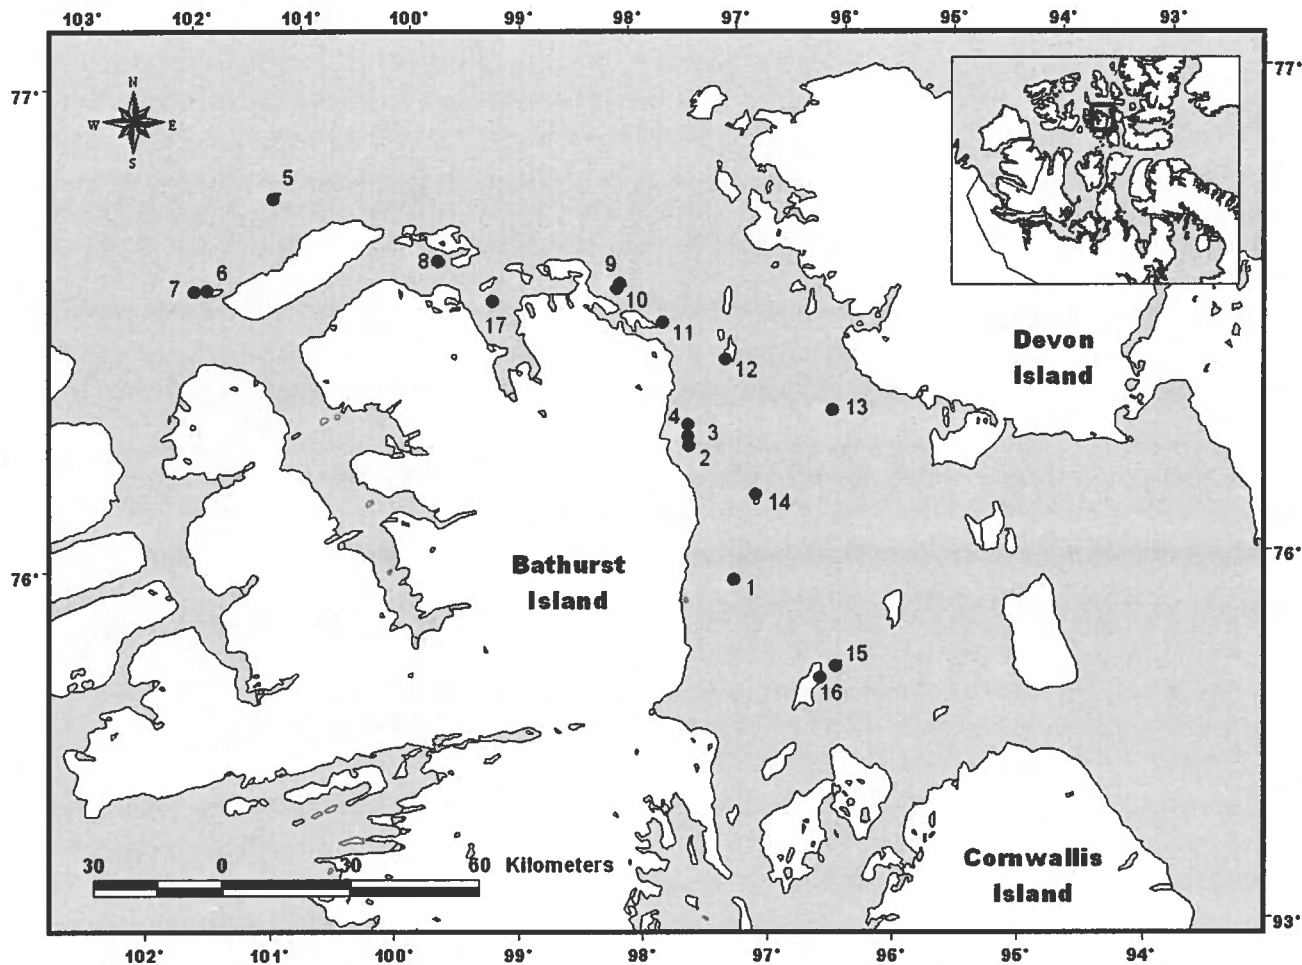 103° 102° 101° 100° 99° 98° 97° 96° 95° 94° 93°
77° 77°
N
W E
S
5
7 6
8
9
10
17
11
12
13
4
3
2
14
1
15
16
Devon
Island
Bathurst
Island
Cornwallis
Island
76° 76°
30 0 30 60 Kilometers
93°
102° 101° 100° 99° 98° 97° 96° 95° 94°